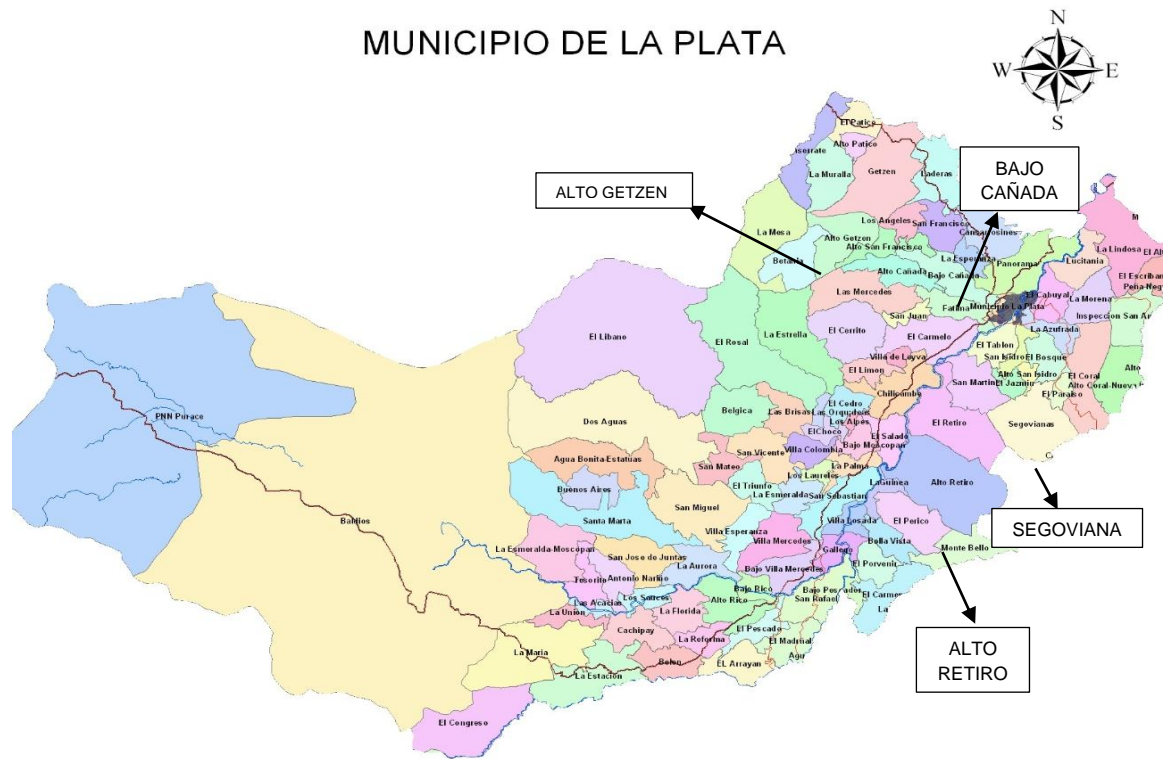 MUNICIPIO DE LA PLATA
N
W E
S
BAJO
CAÑADA
ALTO GETZEN
SEGOVIANA
ALTO
RETIRO
El Patico
Alto Patico
La Muralla
Getzen
Laderas
La Mesa
Los Angeles
San Francisco
Alto Getzen
Alto San Francisco
Betania
La Esperanza
Panorama
Lucitania
La Lindosa
Alto Cañada
Bajo Cañada
Las Mercedes
Fatima
Municipio La Plata
El Cabuyal
La Morena
San Juan
El Libano
El Rosal
La Estrella
El Cerrito
El Carmelo
La Azufrada
El Tablon
San Isidro
El Bosque
Villa de Leyva
El Limon
San Martin
Alto San Isidro
El Jazmin
El Coral
El Paraiso
Chilicambe
Belgica
Las Brisas
El Cedro
Las Orquideas
Los Alpes
El Choco
Dos Aguas
El Salado
Bajo Moscopan
El Retiro
Segovianas
PNN Purace
Agua Bonita-Estatuas
San Mateo
San Vicente
Villa Colombia
La Palma
Los Laureles
Buenos Aires
El Triunfo
La Esmeralda
San Sebastian
La Guinea
Alto Retiro
San Miguel
Baldios
Santa Marta
Villa Esperanza
Villa Losada
El Perico
La Esmeralda-Moscopan
San Jose de Juntas
Villa Mercedes
Gallego
Bella Vista
Monte Bello
La Aurora
Bajo Villa Mercedes
El Porvenir
Tesorito
Antonio Nariño
Bajo Rico
Alto Rico
Bajo Pescador
San Rafael
Las Acacias
Los Sauces
La Union
La Florida
Cachipay
La Reforma
El Pescado
El Madriñal
La Maria
Belen
EL Arrayan
La Estacion
El Congreso